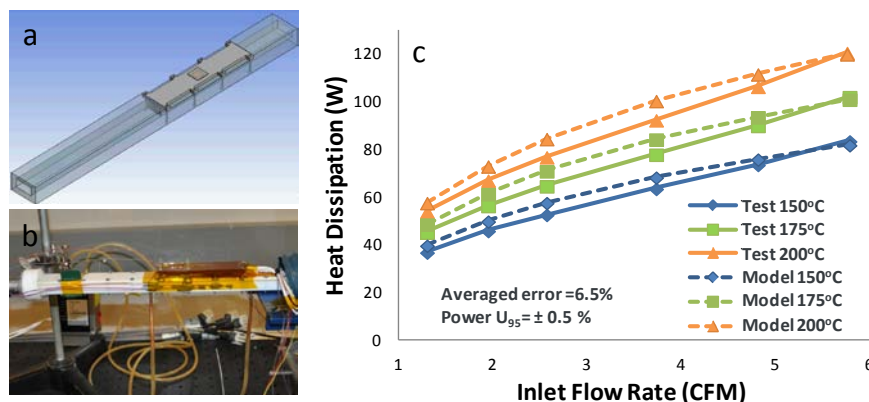 a
b
c
Heat Dissipation (W)
120
100
80
60
40
20
0
1 2 3 4 5 6
Inlet Flow Rate (CFM)
Test 150°C
Test 175°C
Test 200°C
Model 150°C
Model 175°C
Model 200°C
Averaged error =6.5%
Power U95= ± 0.5 %